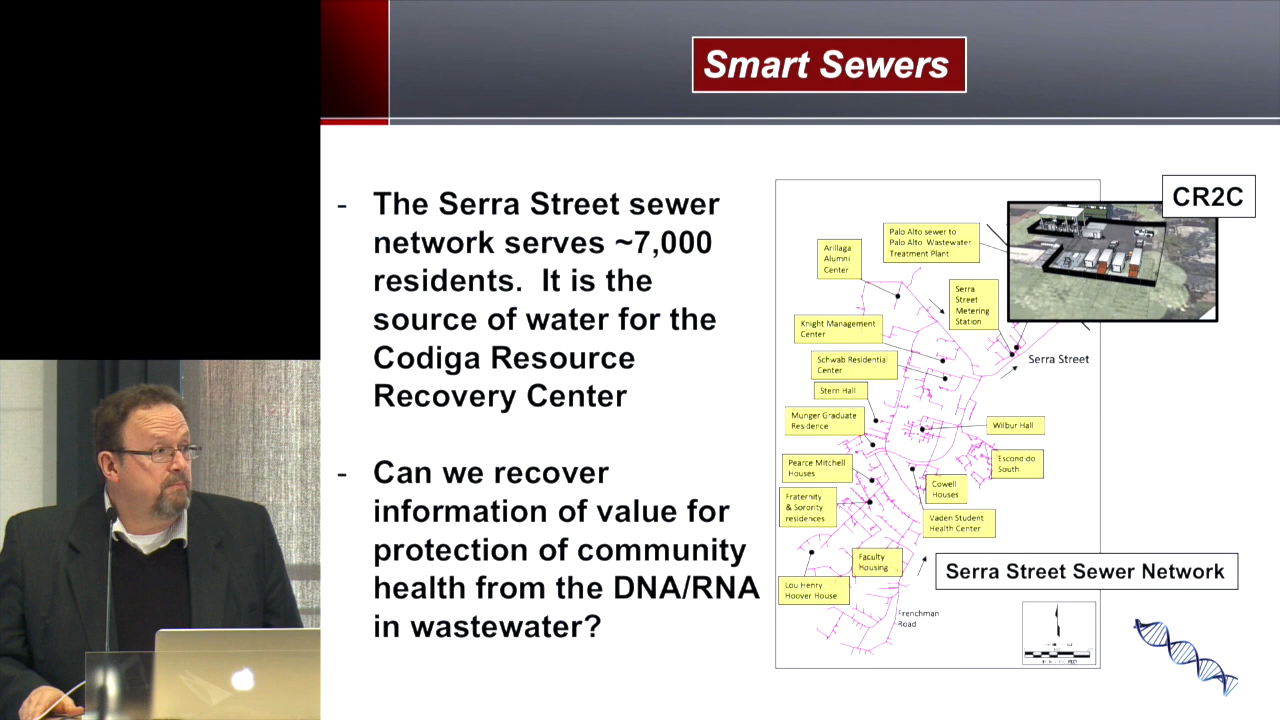 Smart Sewers
- The Serra Street sewer
network serves ~7,000
residents. It is the
source of water for the
Codiga Resource
Recovery Center
- Can we recover
information of value for
protection of community
health from the DNA/RNA
in wastewater?
CR2C
Palo Alto sewer to
Palo Alto Wastewater
Treatment Plant
Arillaga
Alumni
Center
Serra
Street
Metering
Station
Knight Management
Center
Serra Street
Schwab Residential
Center
Stern Hall
Munger Graduate
Residence
Wilbur Hall
Pearce Mitchell
Houses
Escondido
South
Cowell
Houses
Fraternity
& Sorority
residences
Vaden Student
Health Center
Faculty
Housing
Serra Street Sewer Network
Lou Henry
Hoover House
Frenchman
Road
FEET